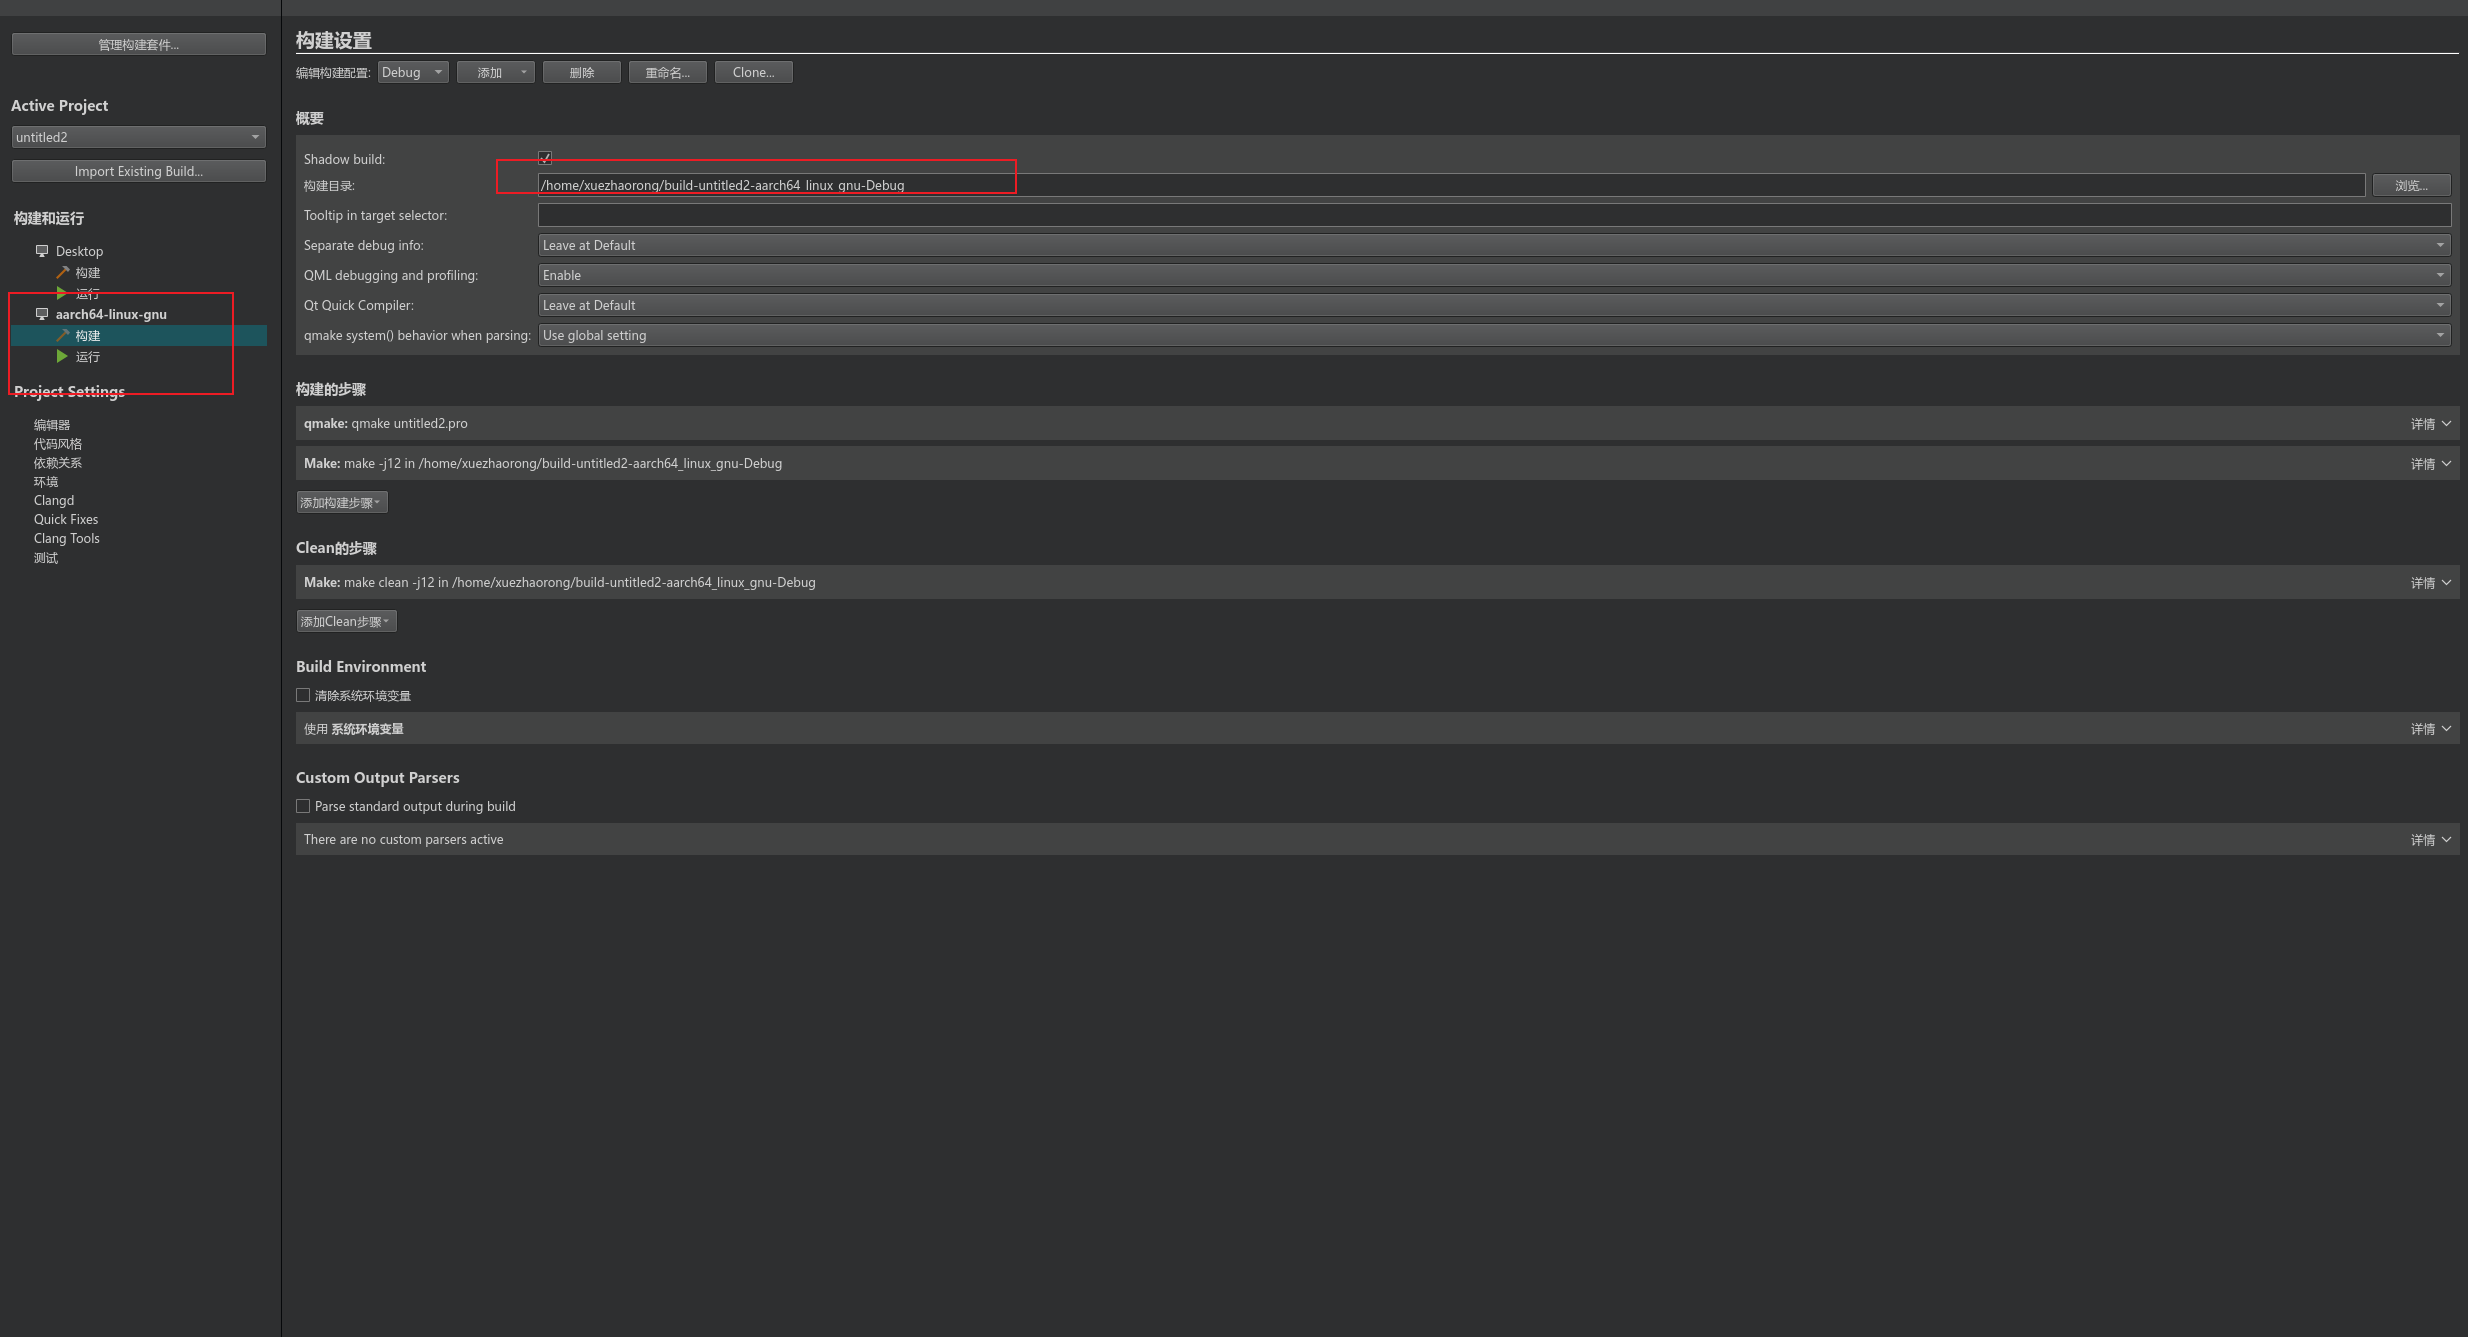 管理构建套件...
Active Project
untitled2
Import Existing Build...
构建和运行
Desktop
构建
运行
aarch64-linux-gnu
构建
运行
Project Settings
编辑器
代码风格
依赖关系
环境
Clangd
Quick Fixes
Clang Tools
测试
构建设置
编辑构建配置: Debug 添加 删除 重命名... Clone...
概要
Shadow build:
构建目录: /home/xuezhaorong/build-untitled2-aarch64_linux_gnu-Debug 浏览...
Tooltip in target selector:
Separate debug info: Leave at Default
QML debugging and profiling: Enable
Qt Quick Compiler: Leave at Default
qmake system() behavior when parsing: Use global setting
构建的步骤
qmake: qmake untitled2.pro 详情
Make: make -j12 in /home/xuezhaorong/build-untitled2-aarch64_linux_gnu-Debug 详情
添加构建步骤
Clean的步骤
Make: make clean -j12 in /home/xuezhaorong/build-untitled2-aarch64_linux_gnu-Debug 详情
添加Clean步骤
Build Environment
清除系统环境变量
使用 系统环境变量 详情
Custom Output Parsers
Parse standard output during build
There are no custom parsers active 详情